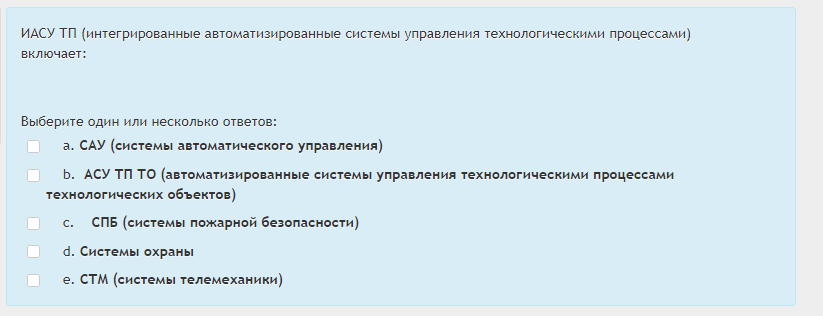 ИАСУ ТП (интегрированные автоматизированные системы управления технологическими процессами)
включает:
Выберите один или несколько ответов:
a. САУ (системы автоматического управления)
b. АСУ ТП ТО (автоматизированные системы управления технологическими процессами
технологических объектов)
c. СПБ (системы пожарной безопасности)
d. Системы охраны
e. СТМ (системы телемеханики)